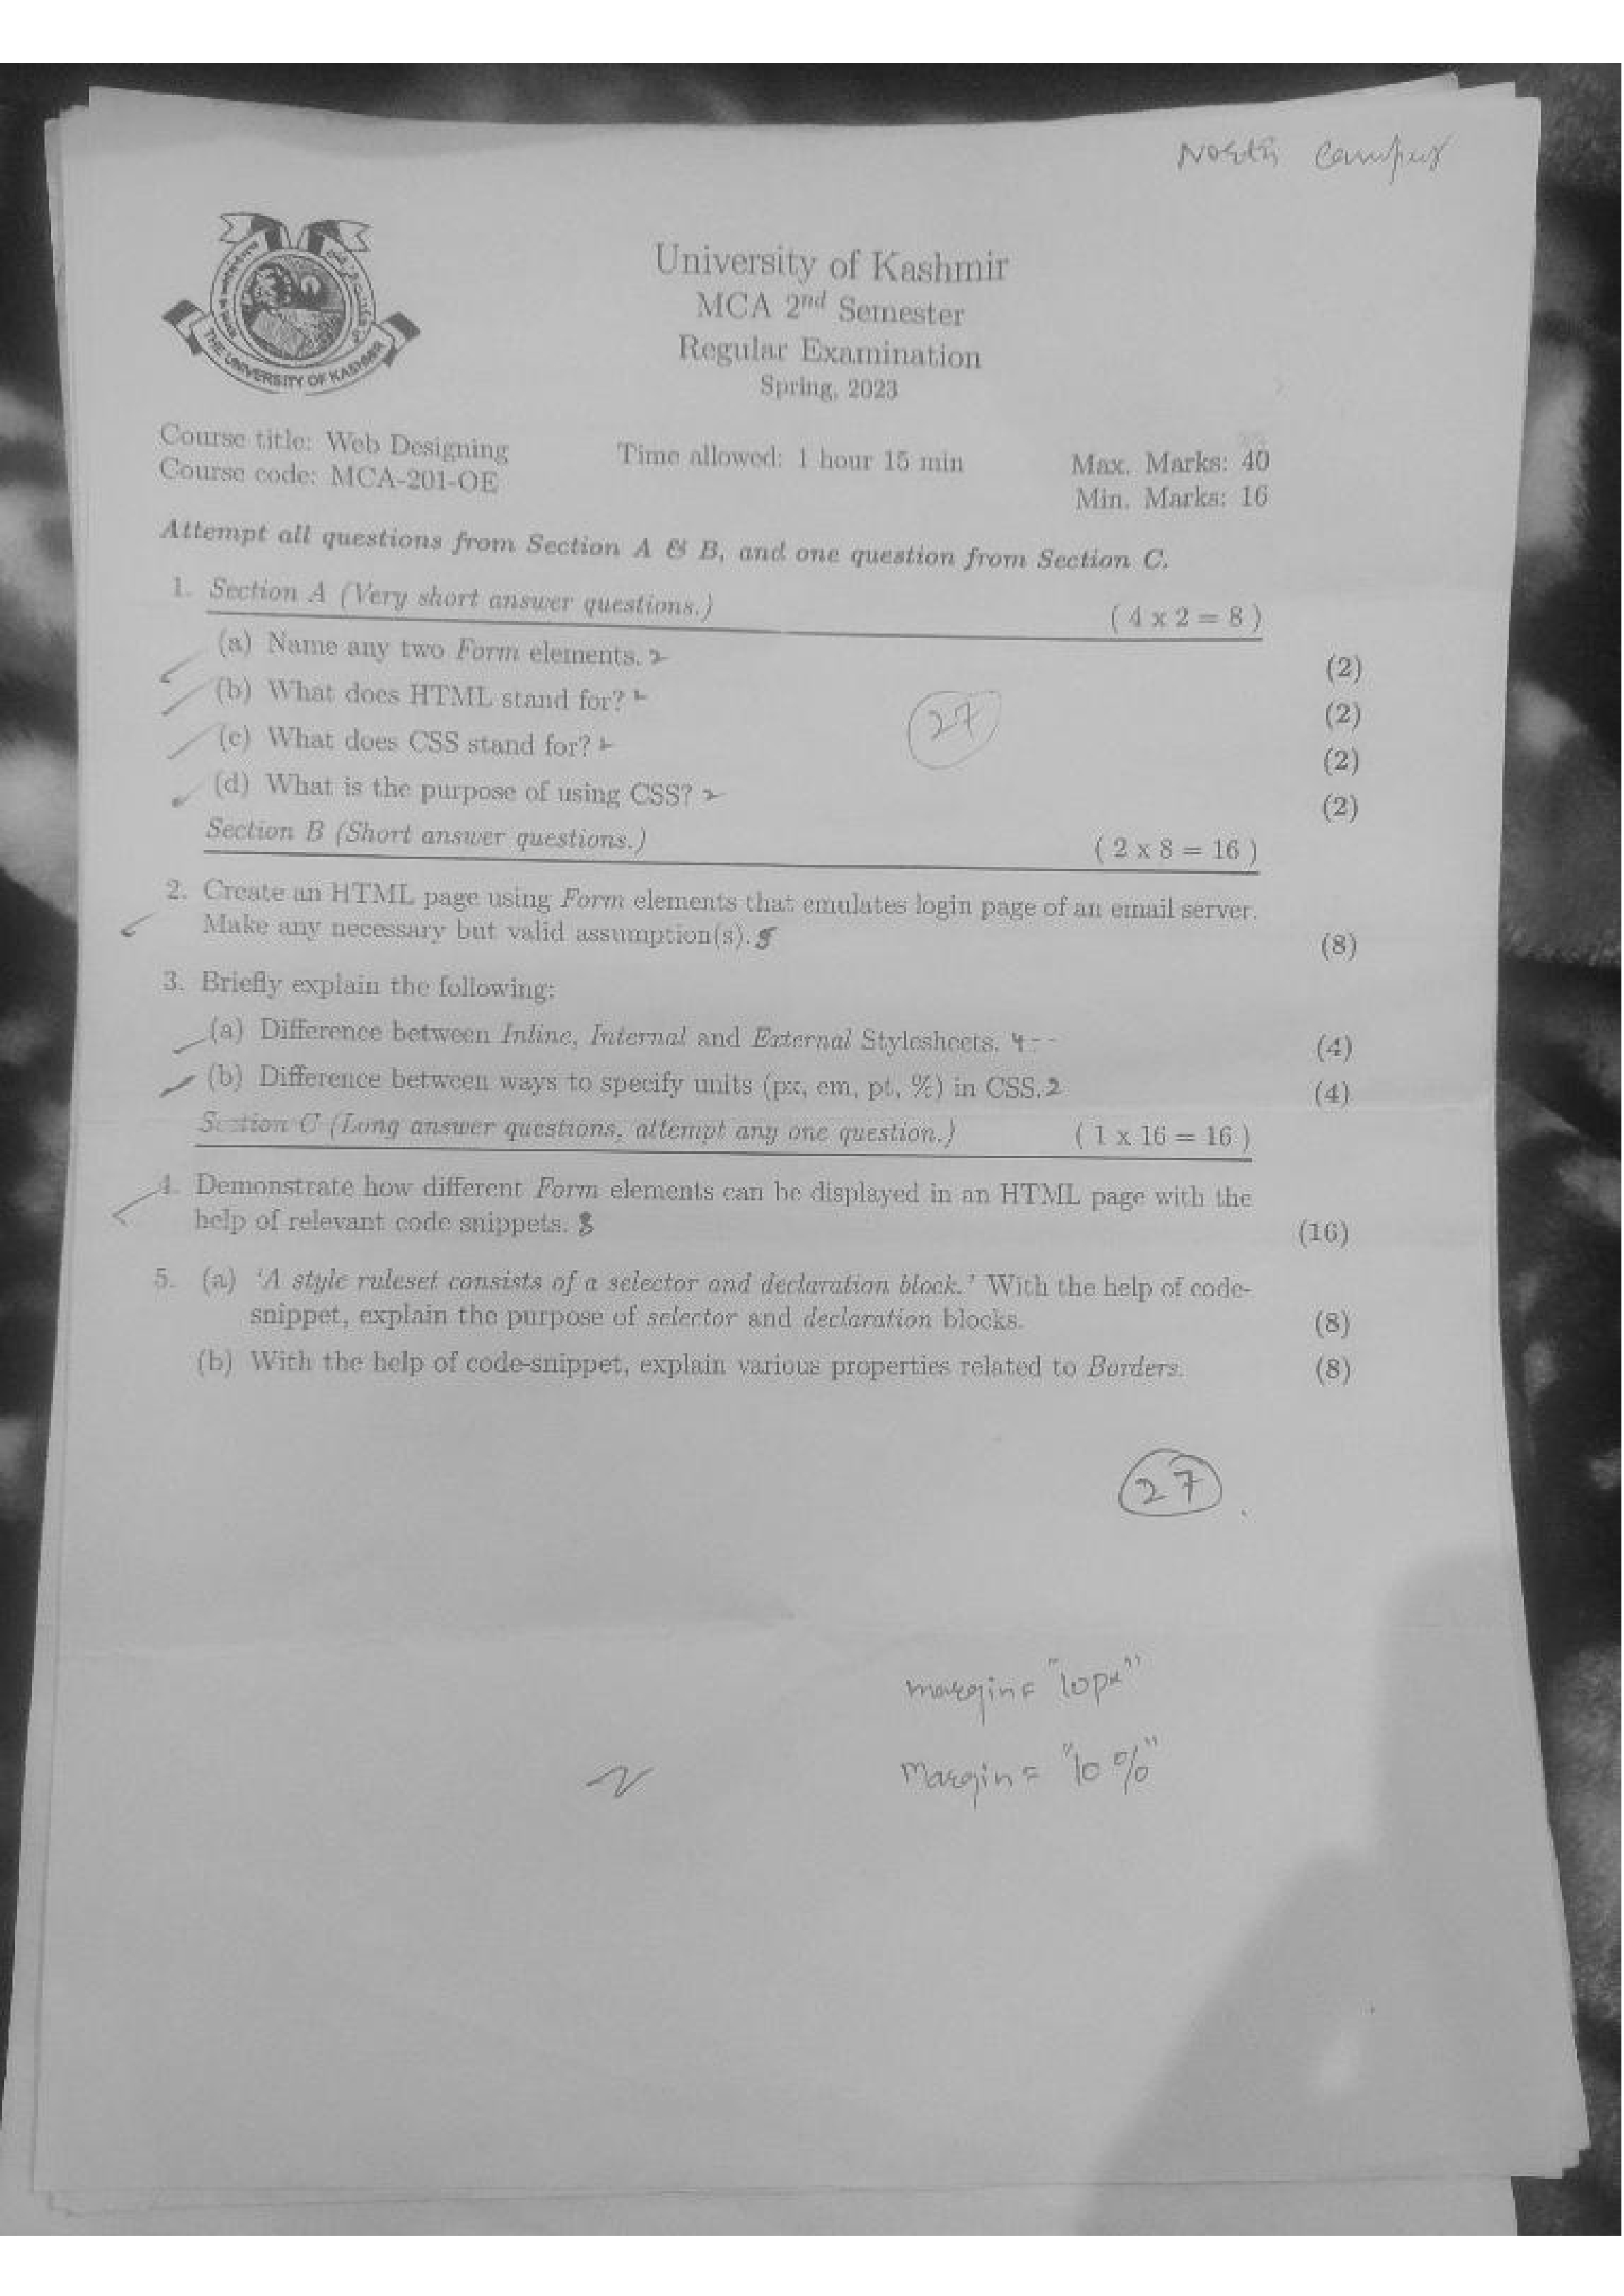 North Campus
THE UNIVERSITY OF KASHMIR
University of Kashmir
MCA 2nd Semester
Regular Examination
Spring, 2023
Course title: Web Designing
Course code: MCA-201-OE
Time allowed: 1 hour 15 min
Max. Marks: 40
Min. Marks: 16
Attempt all questions from Section A & B, and one question from Section C.
1. Section A (Very short answer questions.) ( 4 x 2 = 8 )
(a) Name any two Form elements. 2 (2)
(b) What does HTML stand for? (2)
(c) What does CSS stand for? (2)
27
(d) What is the purpose of using CSS? 2 (2)
Section B (Short answer questions.) ( 2 x 8 = 16 )
2. Create an HTML page using Form elements that emulates login page of an email server.
Make any necessary but valid assumption(s). 5 (8)
3. Briefly explain the following:
(a) Difference between Inline, Internal and External Stylesheets. 4-- (4)
(b) Difference between ways to specify units (px, em, pt, %) in CSS. 2 (4)
Section C (Long answer questions, attempt any one question.) ( 1 x 16 = 16 )
4. Demonstrate how different Form elements can be displayed in an HTML page with the
help of relevant code snippets. 8 (16)
5. (a) 'A style ruleset consists of a selector and declaration block.' With the help of code-
snippet, explain the purpose of selector and declaration blocks. (8)
(b) With the help of code-snippet, explain various properties related to Borders. (8)
27
margin = "10px"
margin = "10%"